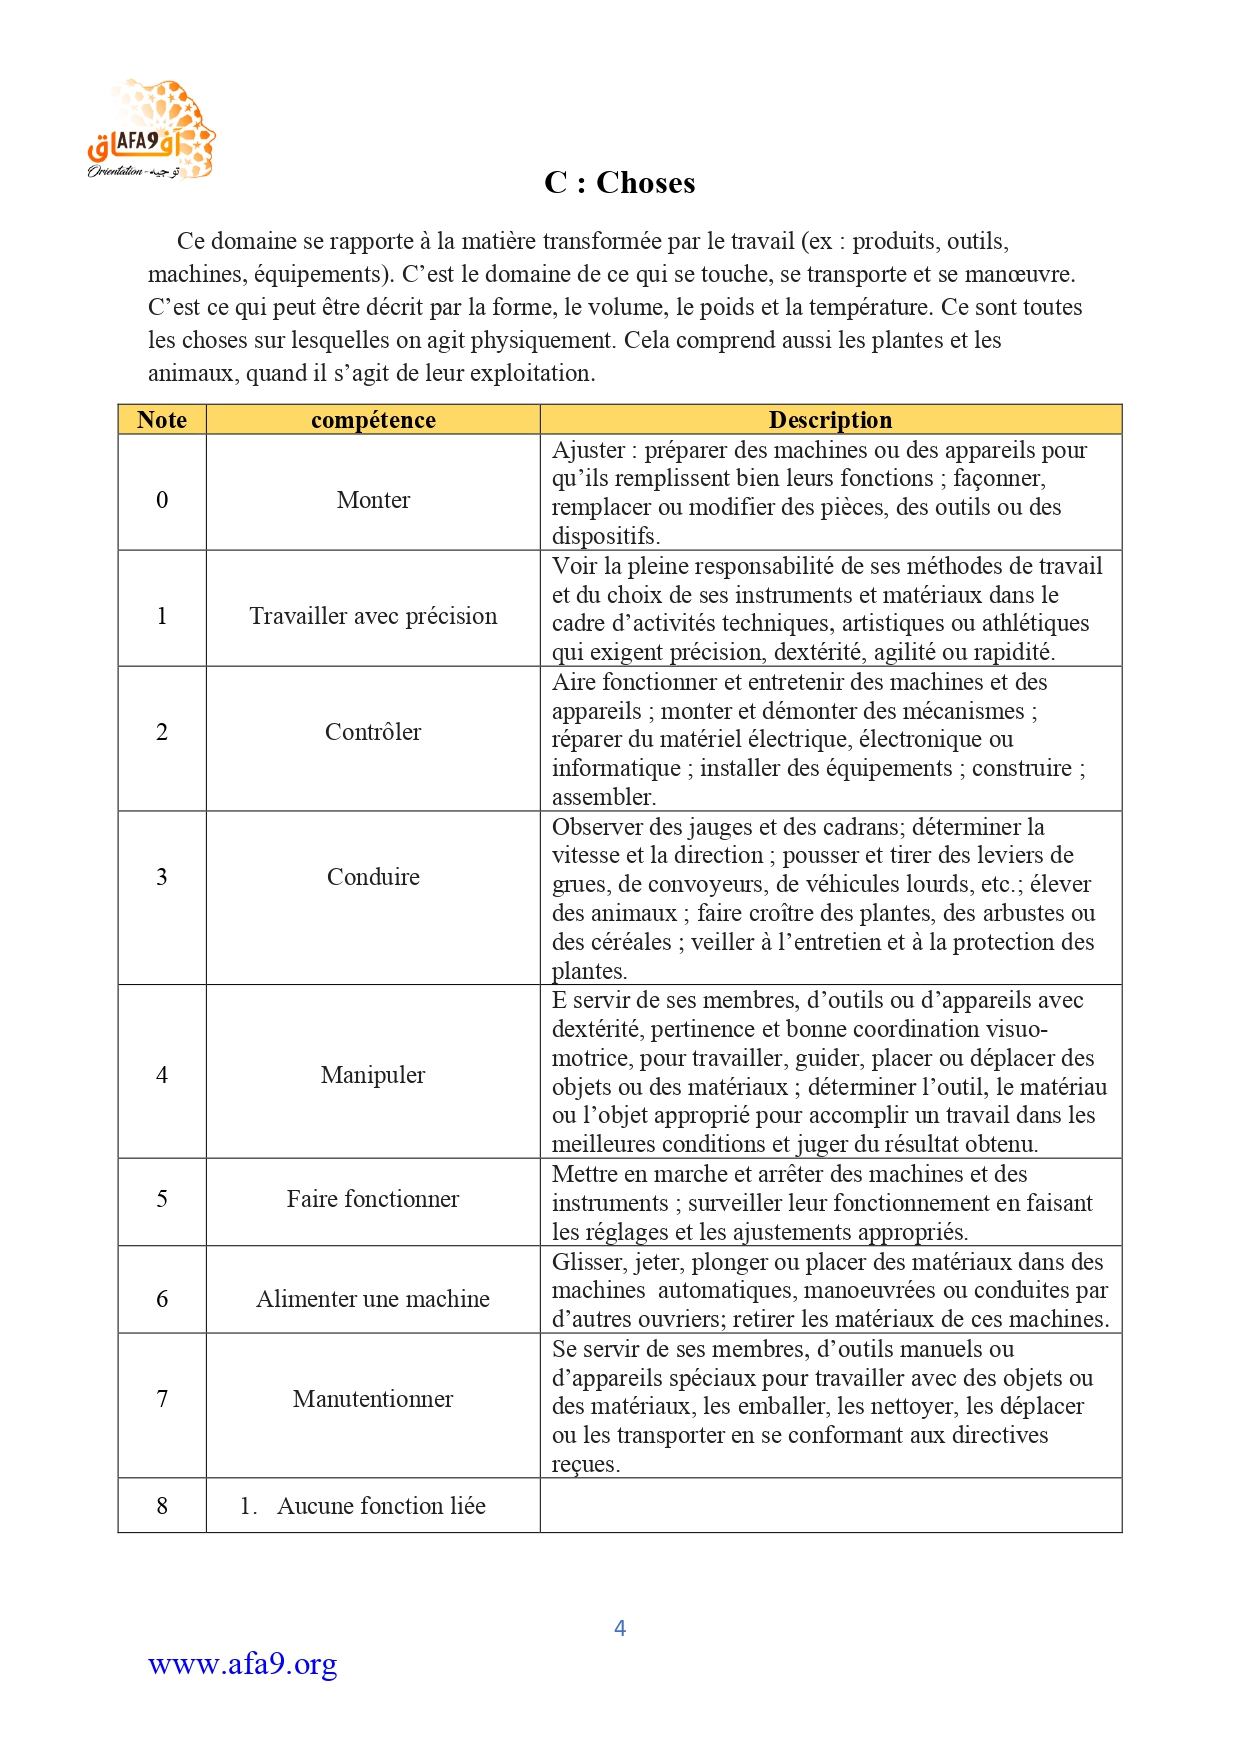 آفاق
AFA9
Orientation - توجيه
C : Choses
Ce domaine se rapporte à la matière transformée par le travail (ex : produits, outils,
machines, équipements). C’est le domaine de ce qui se touche, se transporte et se manœuvre.
C’est ce qui peut être décrit par la forme, le volume, le poids et la température. Ce sont toutes
les choses sur lesquelles on agit physiquement. Cela comprend aussi les plantes et les
animaux, quand il s’agit de leur exploitation.
Note compétence Description
0 Monter
Ajuster : préparer des machines ou des appareils pour
qu’ils remplissent bien leurs fonctions ; façonner,
remplacer ou modifier des pièces, des outils ou des
dispositifs.
1 Travailler avec précision
Voir la pleine responsabilité de ses méthodes de travail
et du choix de ses instruments et matériaux dans le
cadre d’activités techniques, artistiques ou athlétiques
qui exigent précision, dextérité, agilité ou rapidité.
2 Contrôler
Aire fonctionner et entretenir des machines et des
appareils ; monter et démonter des mécanismes ;
réparer du matériel électrique, électronique ou
informatique ; installer des équipements ; construire ;
assembler.
3 Conduire
Observer des jauges et des cadrans; déterminer la
vitesse et la direction ; pousser et tirer des leviers de
grues, de convoyeurs, de véhicules lourds, etc.; élever
des animaux ; faire croître des plantes, des arbustes ou
des céréales ; veiller à l’entretien et à la protection des
plantes.
4 Manipuler
E servir de ses membres, d’outils ou d’appareils avec
dextérité, pertinence et bonne coordination visuo-
motrice, pour travailler, guider, placer ou déplacer des
objets ou des matériaux ; déterminer l’outil, le matériau
ou l’objet approprié pour accomplir un travail dans les
meilleures conditions et juger du résultat obtenu.
5 Faire fonctionner
Mettre en marche et arrêter des machines et des
instruments ; surveiller leur fonctionnement en faisant
les réglages et les ajustements appropriés.
6 Alimenter une machine
Glisser, jeter, plonger ou placer des matériaux dans des
machines  automatiques, manoeuvrées ou conduites par
d’autres ouvriers; retirer les matériaux de ces machines.
7 Manutentionner
Se servir de ses membres, d’outils manuels ou
d’appareils spéciaux pour travailler avec des objets ou
des matériaux, les emballer, les nettoyer, les déplacer
ou les transporter en se conformant aux directives
reçues.
8 1. Aucune fonction liée
4
www.afa9.org